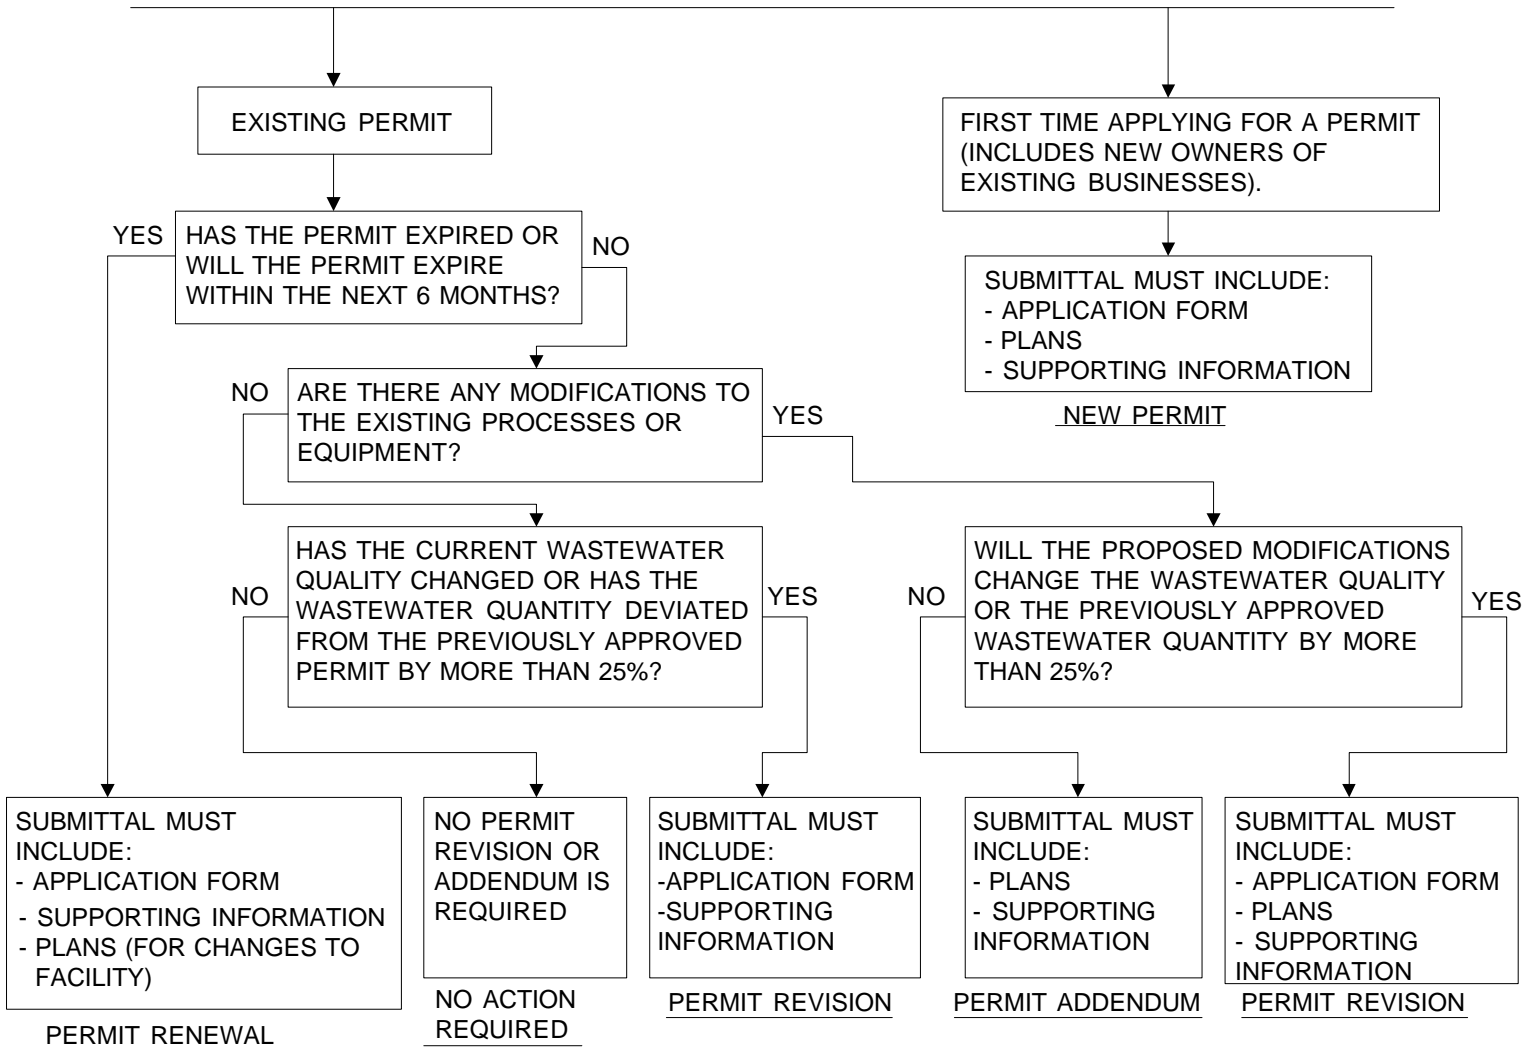 EXISTING PERMIT
FIRST TIME APPLYING FOR A PERMIT
(INCLUDES NEW OWNERS OF
EXISTING BUSINESSES).
YES
HAS THE PERMIT EXPIRED OR
WILL THE PERMIT EXPIRE
WITHIN THE NEXT 6 MONTHS?
NO
SUBMITTAL MUST INCLUDE:
- APPLICATION FORM
- PLANS
- SUPPORTING INFORMATION
NEW PERMIT
NO
ARE THERE ANY MODIFICATIONS TO
THE EXISTING PROCESSES OR
EQUIPMENT?
YES
NO
HAS THE CURRENT WASTEWATER
QUALITY CHANGED OR HAS THE
WASTEWATER QUANTITY DEVIATED
FROM THE PREVIOUSLY APPROVED
PERMIT BY MORE THAN 25%?
YES
NO
WILL THE PROPOSED MODIFICATIONS
CHANGE THE WASTEWATER QUALITY
OR THE PREVIOUSLY APPROVED
WASTEWATER QUANTITY BY MORE
THAN 25%?
YES
SUBMITTAL MUST
INCLUDE:
- APPLICATION FORM
- SUPPORTING INFORMATION
- PLANS (FOR CHANGES TO
FACILITY)
PERMIT RENEWAL
NO PERMIT
REVISION OR
ADDENDUM IS
REQUIRED
NO ACTION
REQUIRED
SUBMITTAL MUST
INCLUDE:
-APPLICATION FORM
-SUPPORTING
INFORMATION
PERMIT REVISION
SUBMITTAL MUST
INCLUDE:
- PLANS
- SUPPORTING
INFORMATION
PERMIT ADDENDUM
SUBMITTAL MUST
INCLUDE:
- APPLICATION FORM
- PLANS
- SUPPORTING
INFORMATION
PERMIT REVISION